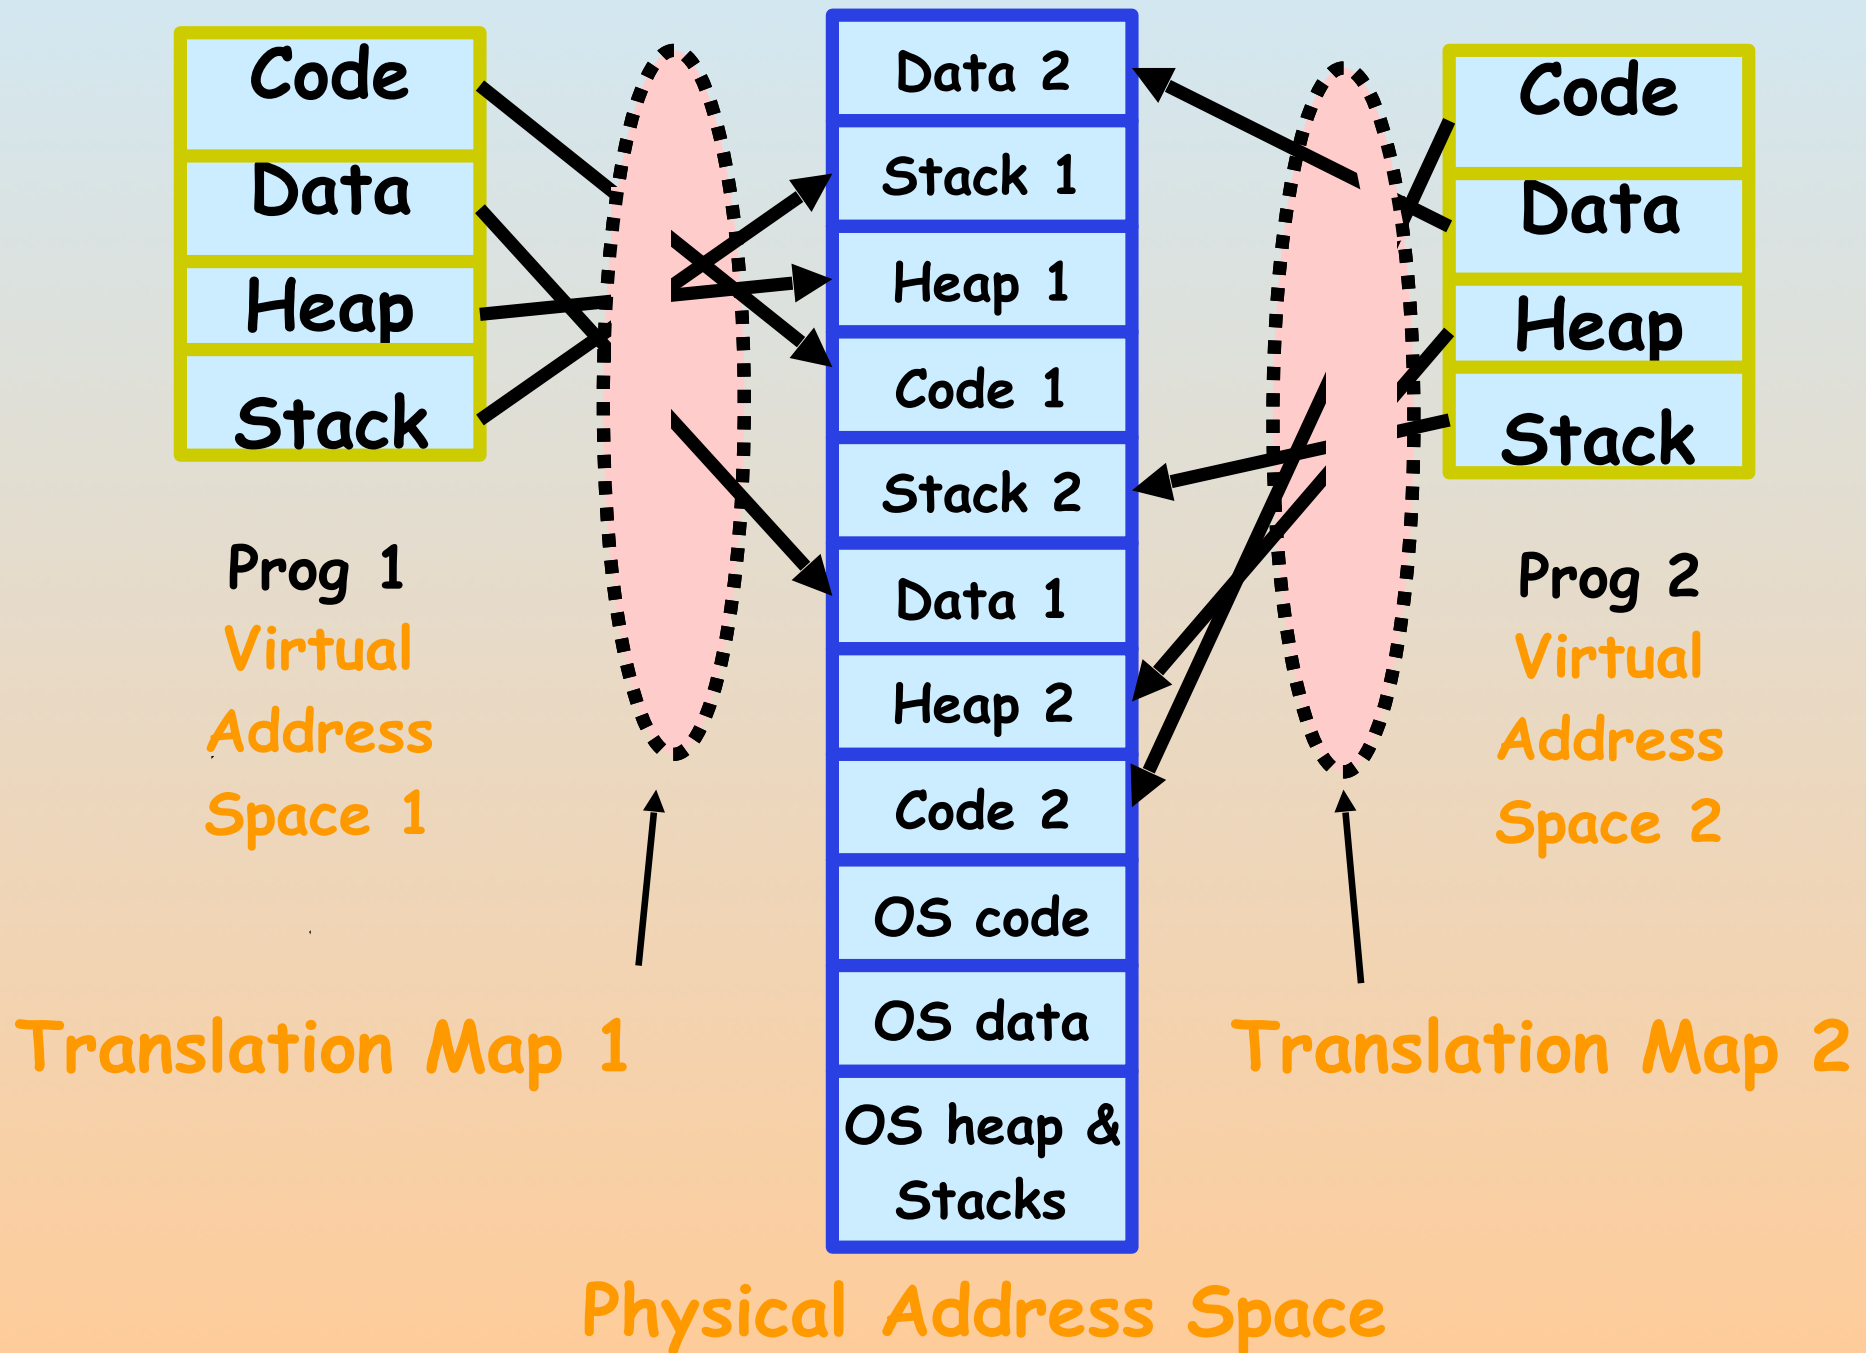 Code
Data
Heap
Stack
Prog 1
Virtual
Address
Space 1
Translation Map 1
Data 2
Stack 1
Heap 1
Code 1
Stack 2
Data 1
Heap 2
Code 2
OS code
OS data
OS heap &
Stacks
Physical Address Space
Code
Data
Heap
Stack
Prog 2
Virtual
Address
Space 2
Translation Map 2